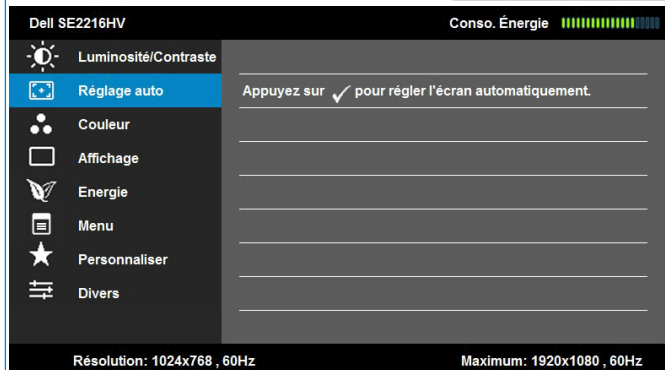 Dell SE2216HV Conso. Énergie
Luminosité/Contraste
Réglage auto Appuyez sur ✓ pour régler l'écran automatiquement.
Couleur
Affichage
Energie
Menu
Personnaliser
Divers
Résolution: 1024x768 , 60Hz Maximum: 1920x1080 , 60Hz